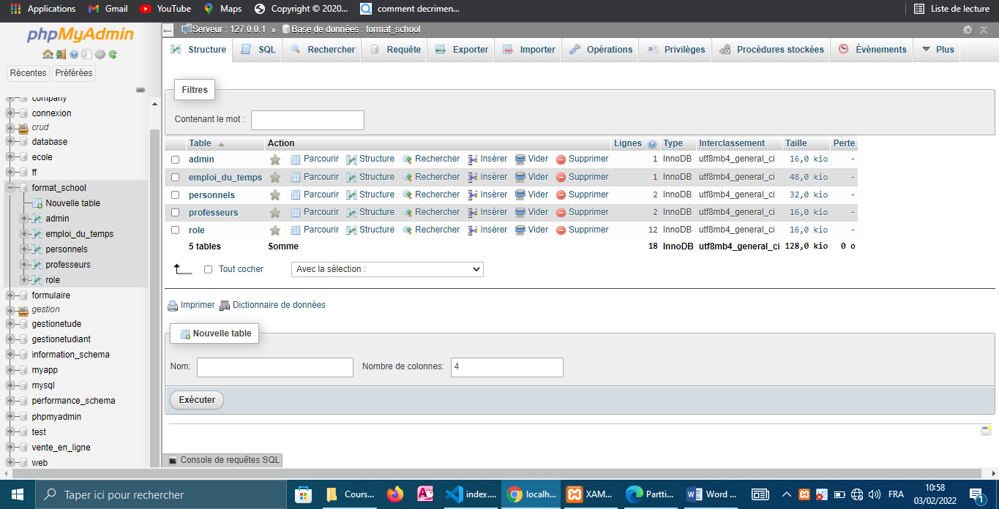 Applications Gmail YouTube Maps Copyright © 2020... comment decrimen... Liste de lecture
phpMyAdmin
Récentes Préférées
company
connexion
crud
database
ecole
ff
format_school
Nouvelle table
admin
emploi_du_temps
personnels
professeurs
role
formulaire
gestion
gestionetude
gestionetudiant
information_schema
myapp
mysql
performance_schema
phpmyadmin
test
vente_en_ligne
web
Serveur : 127.0.0.1 » Base de données : format_school
Structure SQL Rechercher Requête Exporter Importer Opérations Privilèges Procédures stockées Évènements Plus
Filtres
Contenant le mot :
Table Action Lignes Type Interclassement Taille Perte
admin Parcourir Structure Rechercher Insérer Vider Supprimer 1 InnoDB utf8mb4_general_ci 16,0 kio -
emploi_du_temps Parcourir Structure Rechercher Insérer Vider Supprimer 1 InnoDB utf8mb4_general_ci 48,0 kio -
personnels Parcourir Structure Rechercher Insérer Vider Supprimer 2 InnoDB utf8mb4_general_ci 32,0 kio -
professeurs Parcourir Structure Rechercher Insérer Vider Supprimer 2 InnoDB utf8mb4_general_ci 16,0 kio -
role Parcourir Structure Rechercher Insérer Vider Supprimer 12 InnoDB utf8mb4_general_ci 16,0 kio -
5 tables Somme 18 InnoDB utf8mb4_general_ci 128,0 kio 0 o
Tout cocher Avec la sélection :
Imprimer Dictionnaire de données
Nouvelle table
Nom: Nombre de colonnes: 4
Exécuter
Console de requêtes SQL
Taper ici pour rechercher Cours... index.... localh... XAM... Partti... Word ... FRA 10:58
03/02/2022
1